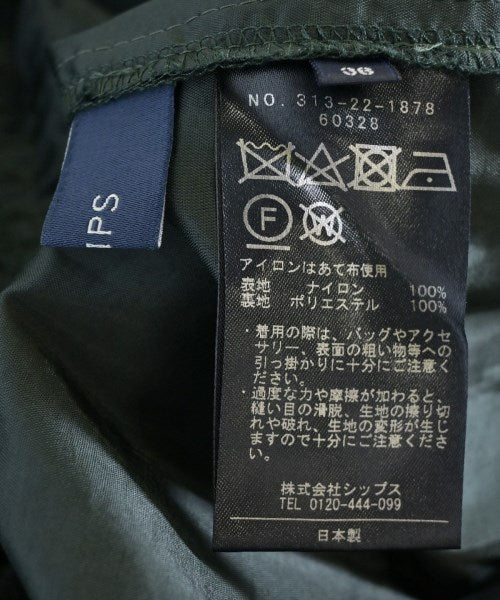 36
NO. 313-22-1878
60328
F
W
アイロンはあて布使用
表地 ナイロン 100%
裏地 ポリエステル 100%
・着用の際は、バッグやアクセ
サリー、表面の粗い物等への
引っ掛かりに十分にご注意く
ださい。
・過度な力や摩擦が加わると、
縫い目の滑脱、生地の擦り切
れや破れ、生地の変形が生じ
ますので十分にご注意くださ
い。
株式会社シップス
TEL 0120-444-099
日本製
IPS